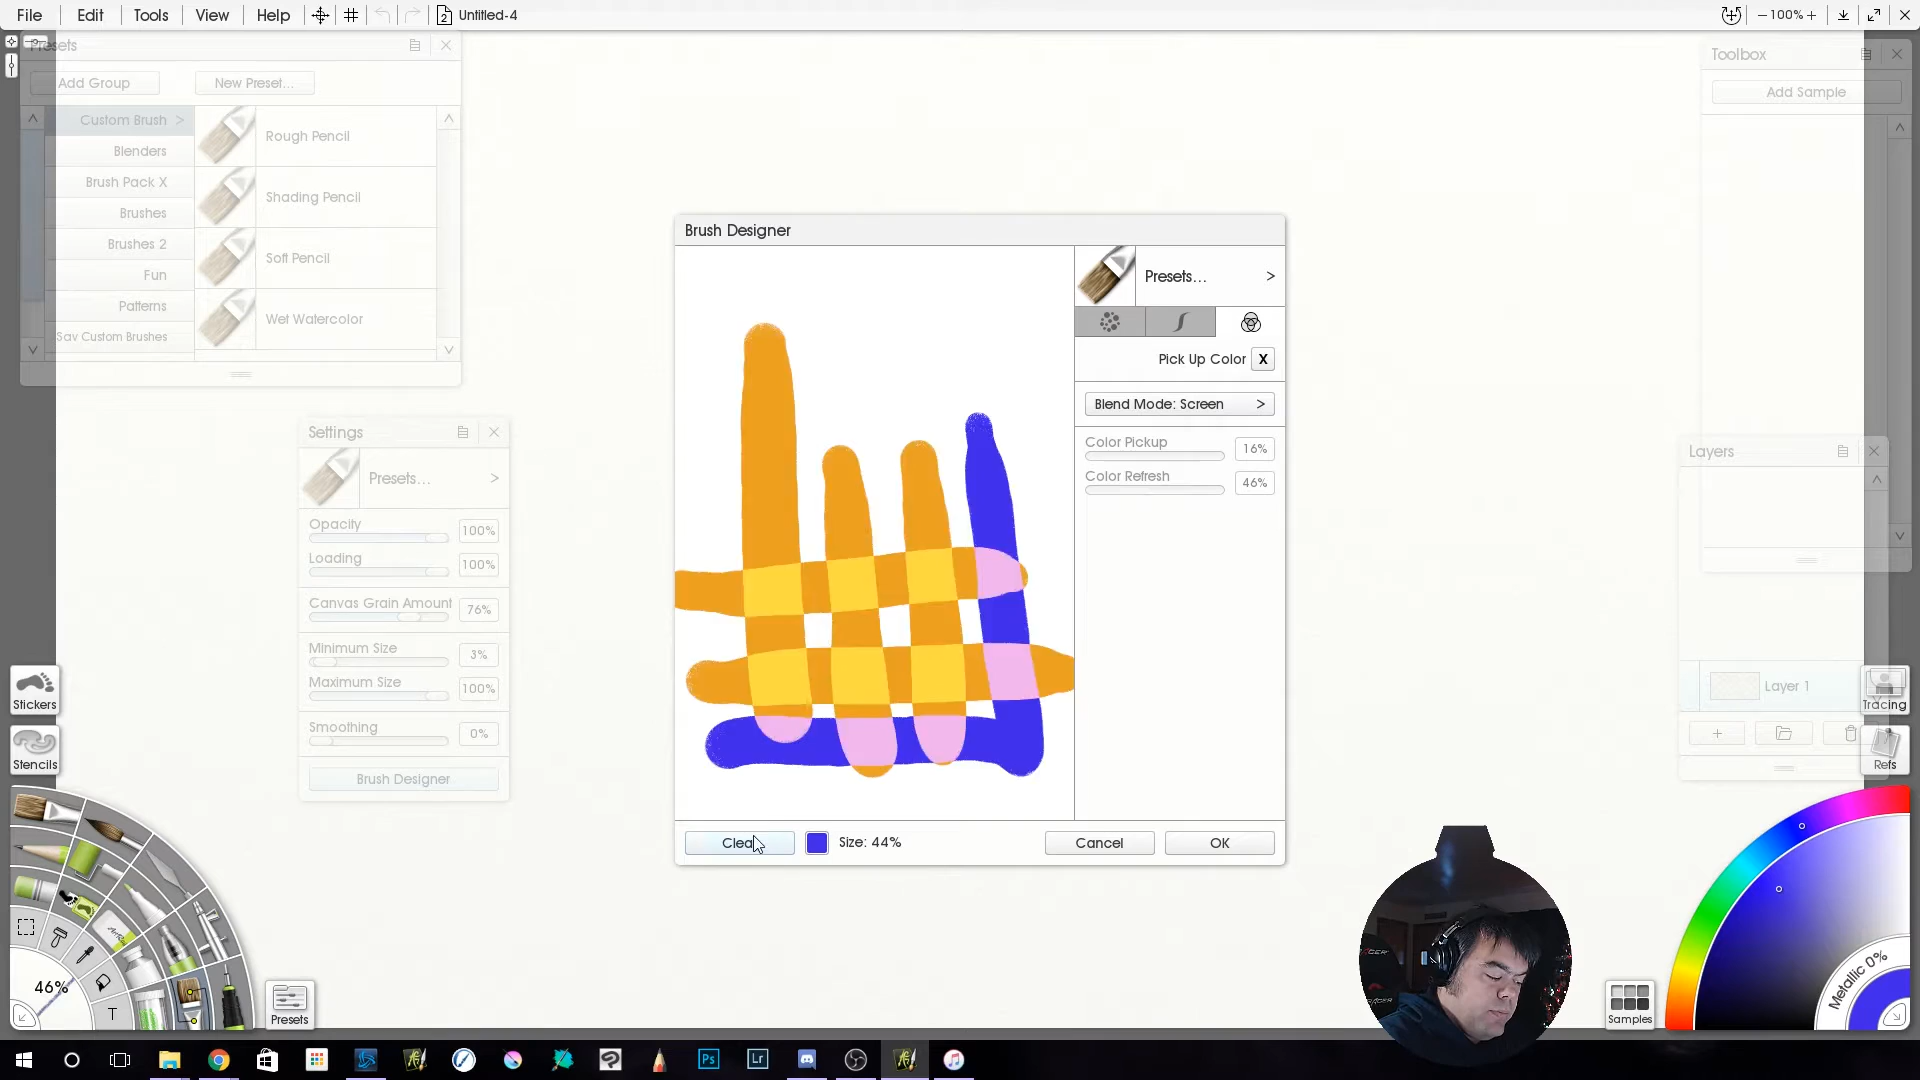 File Edit Tools View Help
2 Untitled-4
100%
Presets
Add Group
New Preset...
Custom Brush >
Blenders
Brush Pack X
Brushes
Brushes 2
Fun
Patterns
Sav Custom Brushes
Rough Pencil
Shading Pencil
Soft Pencil
Wet Watercolor
Settings
Presets... >
Opacity 100%
Loading 100%
Canvas Grain Amount 76%
Minimum Size 3%
Maximum Size 100%
Smoothing 0%
Brush Designer
Brush Designer
Presets... >
Pick Up Color X
Blend Mode: Screen >
Color Pickup 16%
Color Refresh 46%
Clear
Size: 44%
Cancel
OK
Toolbox
Add Sample
Layers
Layer 1
Stickers
Stencils
Tracing
Refs
46%
T
Presets
Samples
Metallic 0%
Ps
Lr